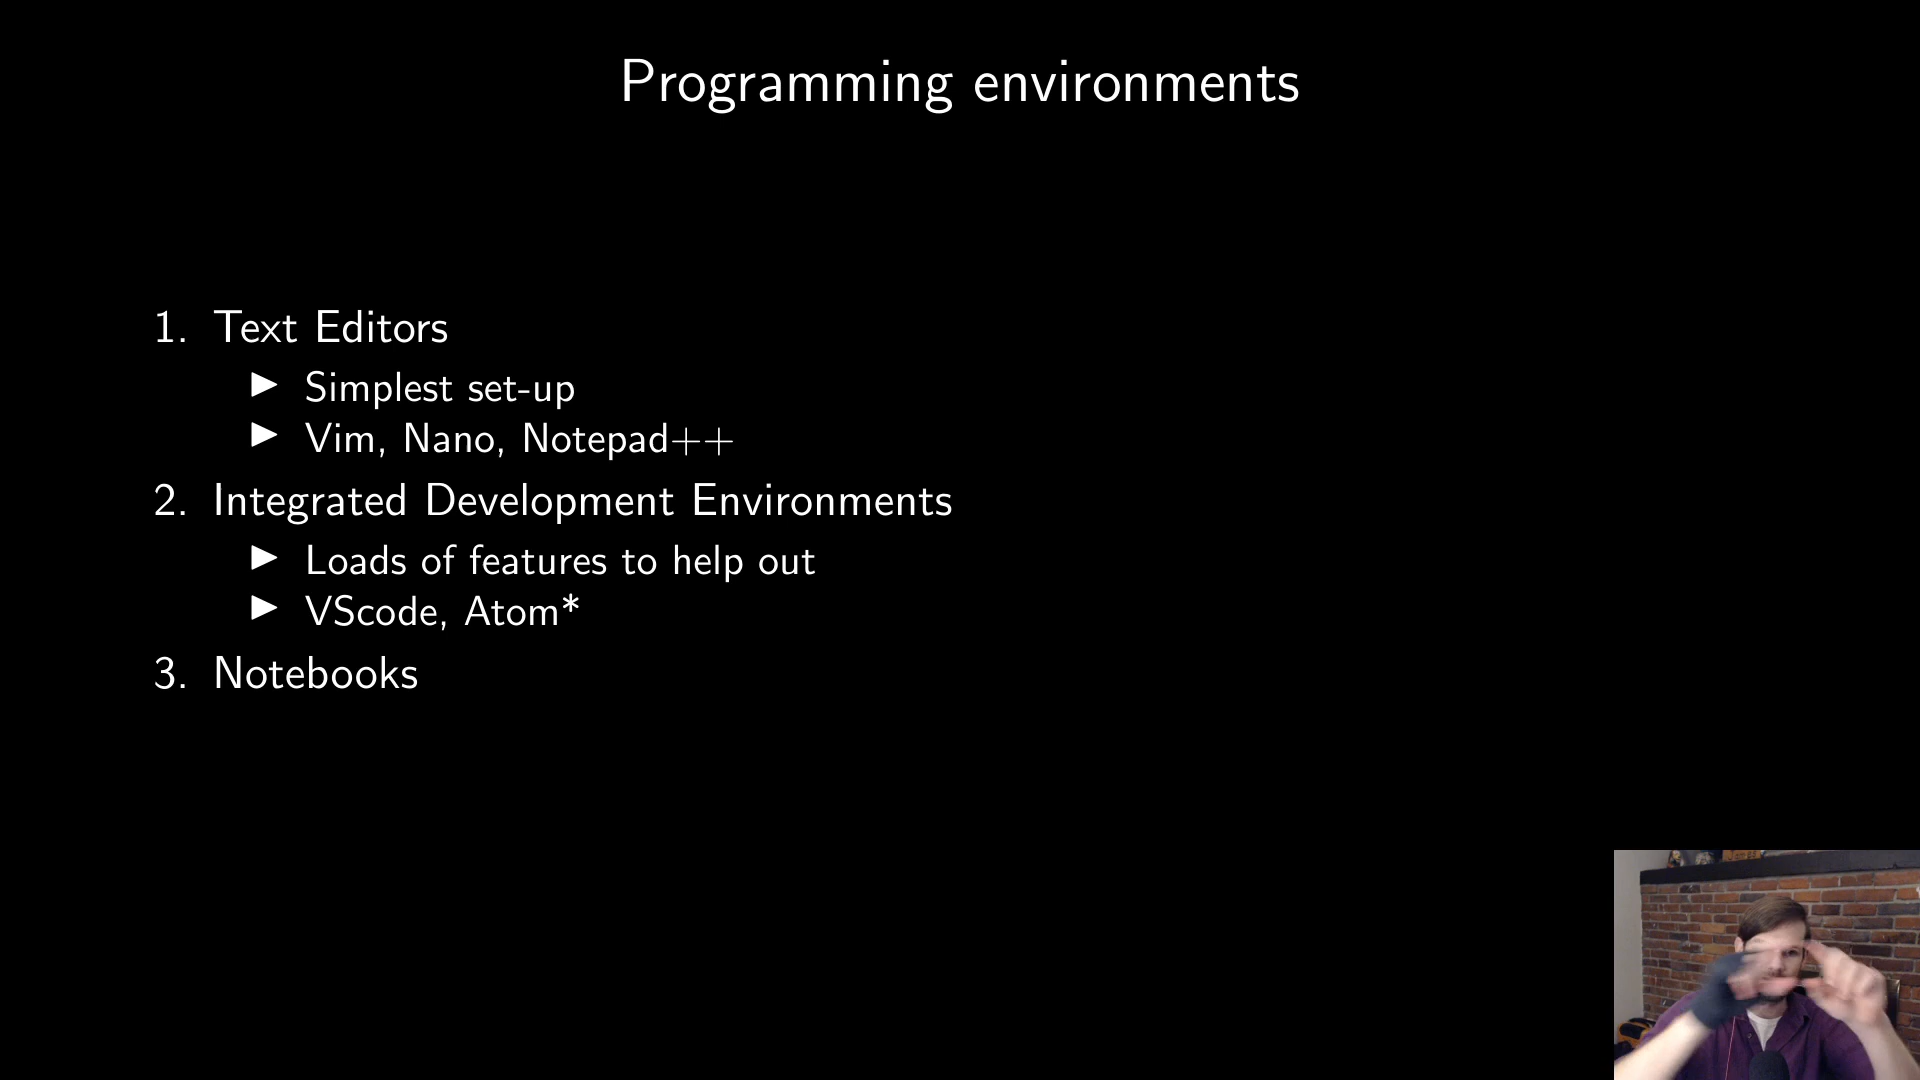 Programming environments
1. Text Editors
▶ Simplest set-up
▶ Vim, Nano, Notepad++
2. Integrated Development Environments
▶ Loads of features to help out
▶ VScode, Atom*
3. Notebooks